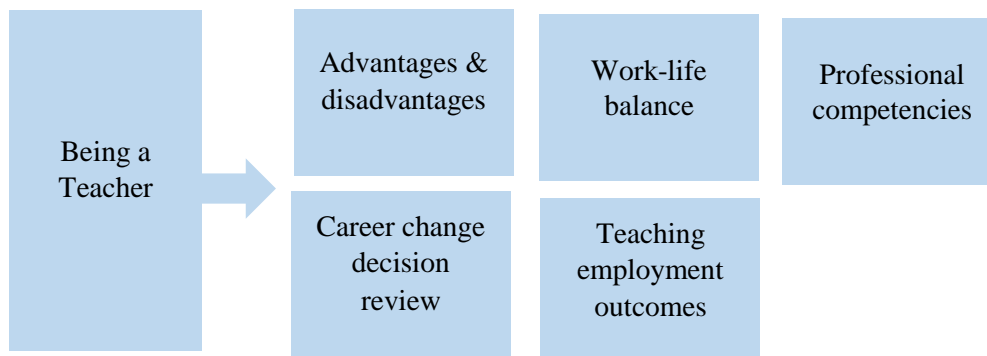 Being a
Teacher
Advantages &
disadvantages
Work-life
balance
Professional
competencies
Career change
decision
review
Teaching
employment
outcomes